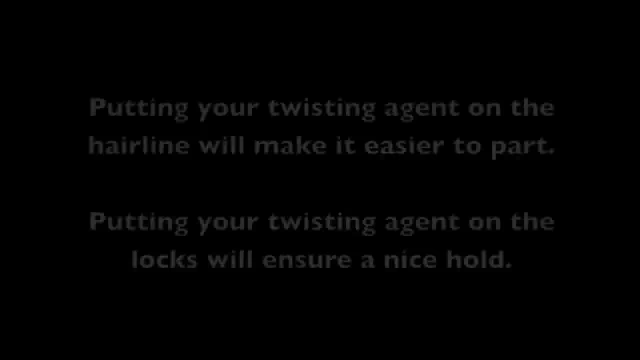 Putting your twisting agent on the
hairline will make it easier to part.
Putting your twisting agent on the
locks will ensure a nice hold.